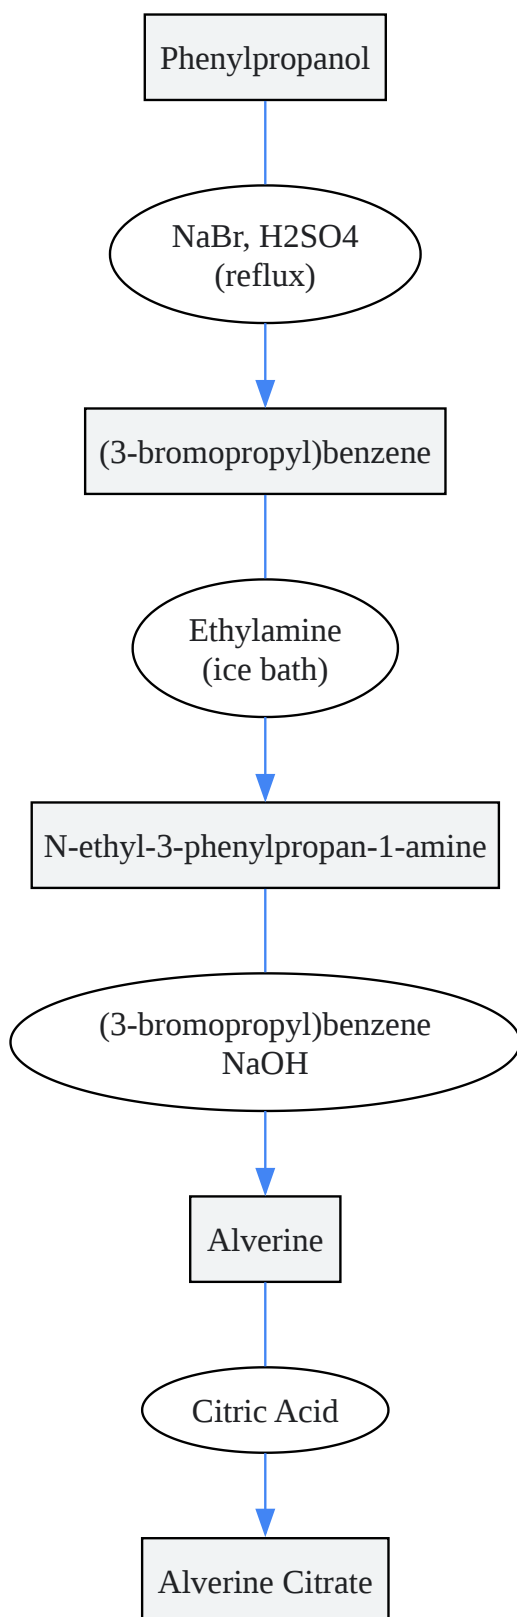 Phenylpropanol
NaBr, H2SO4
(reflux)
(3-bromopropyl)benzene
Ethylamine
(ice bath)
N-ethyl-3-phenylpropan-1-amine
(3-bromopropyl)benzene
NaOH
Alverine
Citric Acid
Alverine Citrate